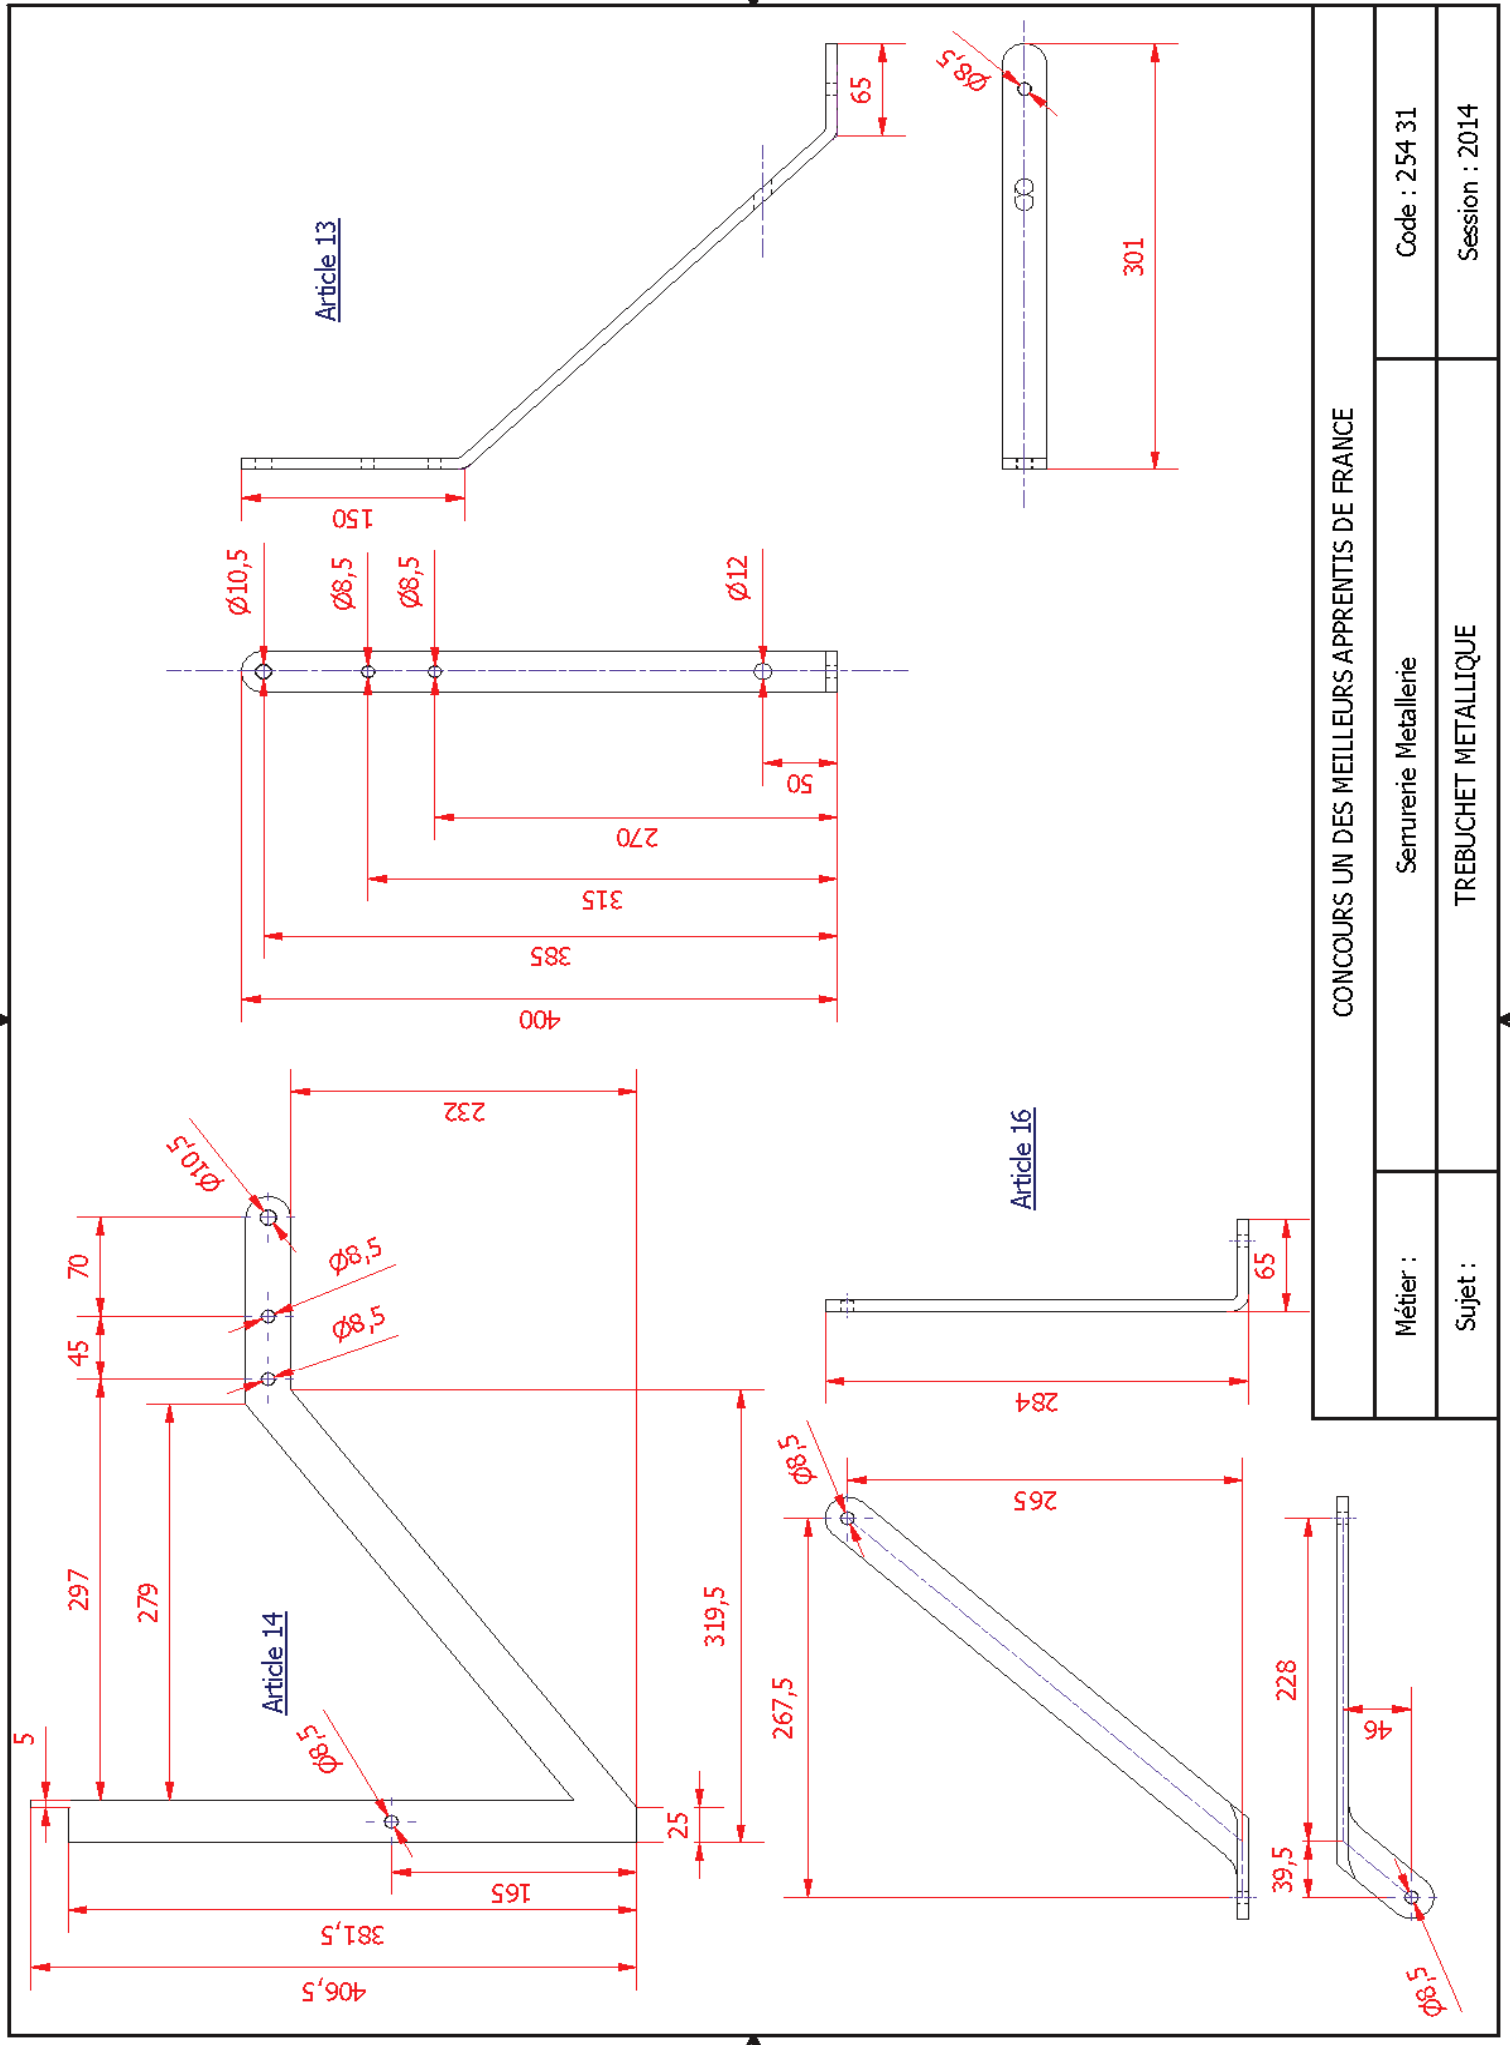 Article 14
5
297
45
70
279
Ø8,5
Ø8,5
Ø8,5
Ø10,5
232
165
381,5
406,5
25
319,5
Article 13
150
65
Ø10,5
Ø8,5
Ø8,5
Ø12
50
270
315
385
400
Ø8,5
301
Article 16
267,5
Ø8,5
265
284
65
39,5
228
46
Ø8,5
CONCOURS UN DES MEILLEURS APPRENTIS DE FRANCE
Métier :
Serrurerie Metallerie
Code : 254 31
Sujet :
TREBUCHET METALLIQUE
Session : 2014